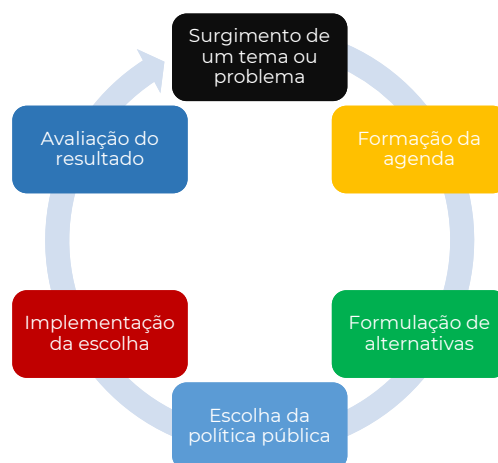 Surgimento de
um tema ou
problema
Formação da
agenda
Formulação de
alternativas
Escolha da
política pública
Implementação
da escolha
Avaliação do
resultado